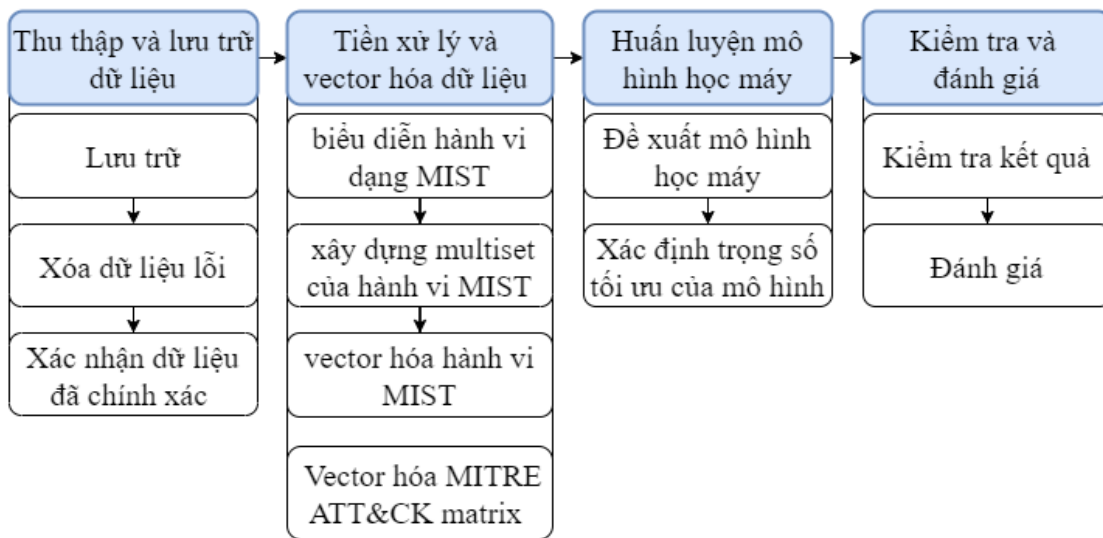 Thu thập và lưu trữ
dữ liệu
Lưu trữ
Xóa dữ liệu lỗi
Xác nhận dữ liệu
đã chính xác
Tiền xử lý và
vector hóa dữ liệu
biểu diễn hành vi
dạng MIST
xây dựng multiset
của hành vi MIST
vector hóa hành vi
MIST
Vector hóa MITRE
ATT&CK matrix
Huấn luyện mô
hình học máy
Đề xuất mô hình
học máy
Xác định trọng số
tối ưu của mô hình
Kiểm tra và
đánh giá
Kiểm tra kết quả
Đánh giá